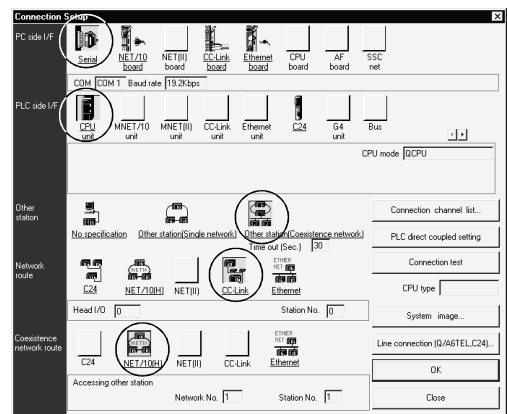 Connection Setup
PC side I/F
Serial
NET/10 board
NET(II) board
CC-Link board
Ethernet board
CPU board
AF board
SSC net
COM COM 1 Baud rate 19.2Kbps
PLC side I/F
CPU unit
MNET/10 unit
MNET(II) unit
CC-Link unit
Ethernet unit
C24
G4 unit
Bus
CPU mode QCPU
Other station
No specification
Other station(Single network)
Other station(Coexistence network)
Time out (Sec.) 30
Connection channel list...
PLC direct coupled setting
Network route
C24
NET/10(H)
NET(II)
CC-Link
Ethernet
Connection test
CPU type
Head I/O 0 Station No. 0
System image...
Coexistence network route
C24
NET/10(H)
NET(II)
CC-Link
Ethernet
Line connection (Q/A6TEL,C24)...
OK
Accessing other station
Network No. 1 Station No. 1
Close